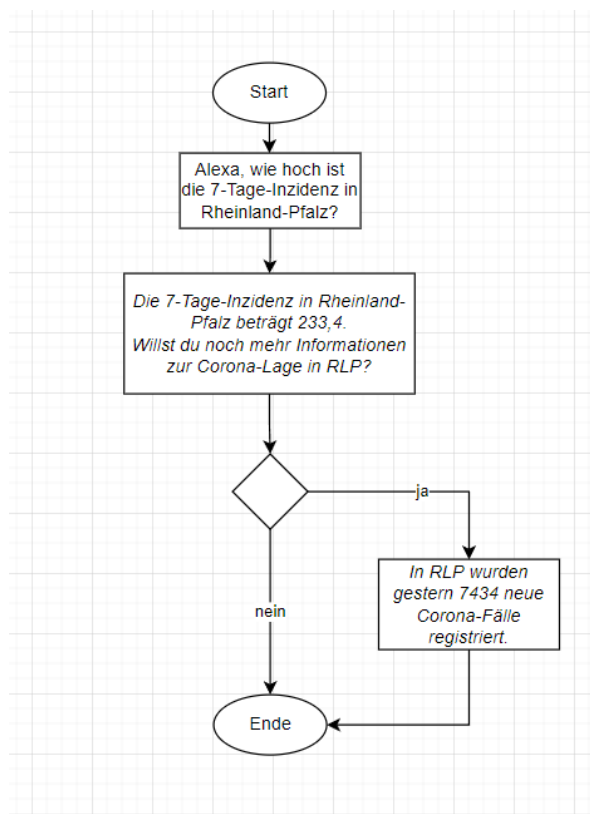 Start
Alexa, wie hoch ist
die 7-Tage-Inzidenz in
Rheinland-Pfalz?
Die 7-Tage-Inzidenz in Rheinland-
Pfalz beträgt 233,4.
Willst du noch mehr Informationen
zur Corona-Lage in RLP?
ja
In RLP wurden
gestern 7434 neue
Corona-Fälle
registriert.
nein
Ende